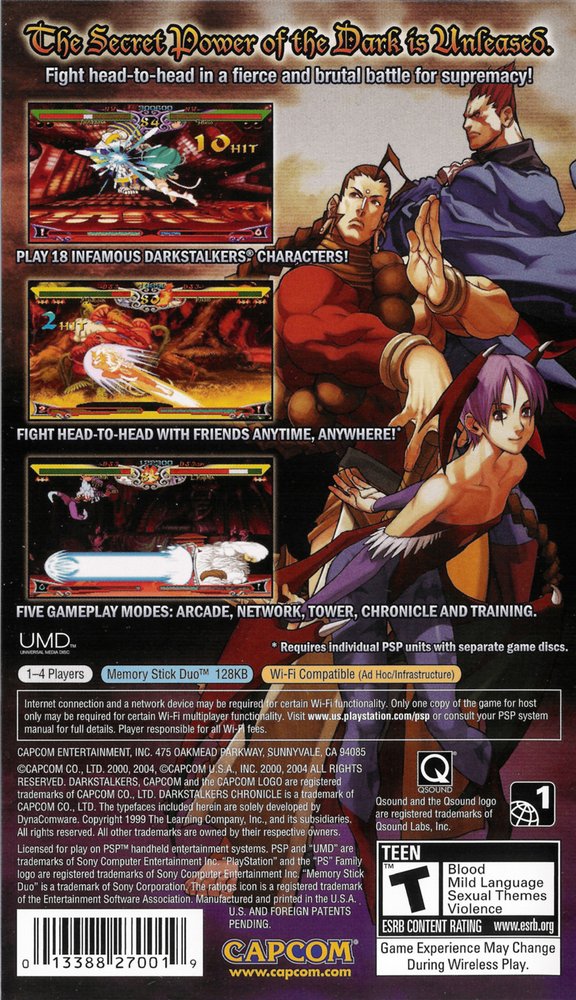 The Secret Power of the Dark is Unleased.
Fight head-to-head in a fierce and brutal battle for supremacy!
10 HIT
PLAY 18 INFAMOUS DARKSTALKERS® CHARACTERS!
2 HIT
FIGHT HEAD-TO-HEAD WITH FRIENDS ANYTIME, ANYWHERE!*
FIVE GAMEPLAY MODES: ARCADE, NETWORK, TOWER, CHRONICLE AND TRAINING.
UMD™
UNIVERSAL MEDIA DISC
* Requires individual PSP units with separate game discs.
1–4 Players
Memory Stick Duo™ 128KB
Wi-Fi Compatible (Ad Hoc/Infrastructure)
Internet connection and a network device may be required for certain Wi-Fi functionality. Only one copy of the game for host
only may be required for certain Wi-Fi multiplayer functionality. Visit www.us.playstation.com/psp or consult your PSP system
manual for full details. Player responsible for all Wi-Fi fees.
CAPCOM ENTERTAINMENT, INC. 475 OAKMEAD PARKWAY, SUNNYVALE, CA 94085
©CAPCOM CO., LTD. 2000, 2004, ©CAPCOM U.S.A., INC. 2000, 2004 ALL RIGHTS
RESERVED. DARKSTALKERS, CAPCOM and the CAPCOM LOGO are registered
trademarks of CAPCOM CO., LTD. DARKSTALKERS CHRONICLE is a trademark of
CAPCOM CO., LTD. The typefaces included herein are solely developed by
DynaComware. Copyright 1999 The Learning Company, Inc., and its subsidiaries.
All rights reserved. All other trademarks are owned by their respective owners.
Licensed for play on PSP™ handheld entertainment systems. PSP and "UMD" are
trademarks of Sony Computer Entertainment Inc. "PlayStation" and the "PS" Family
logo are registered trademarks of Sony Computer Entertainment Inc. "Memory Stick
Duo" is a trademark of Sony Corporation. The ratings icon is a registered trademark
of the Entertainment Software Association. Manufactured and printed in the U.S.A.
U.S. AND FOREIGN PATENTS
PENDING.
Q
QSOUND
Qsound and the Qsound logo
are registered trademarks of
Qsound Labs, Inc.
1
TEEN
T™
Blood
Mild Language
Sexual Themes
Violence
ESRB CONTENT RATING www.esrb.org
Game Experience May Change
During Wireless Play.
0 13388 27001 9
CAPCOM®
www.capcom.com